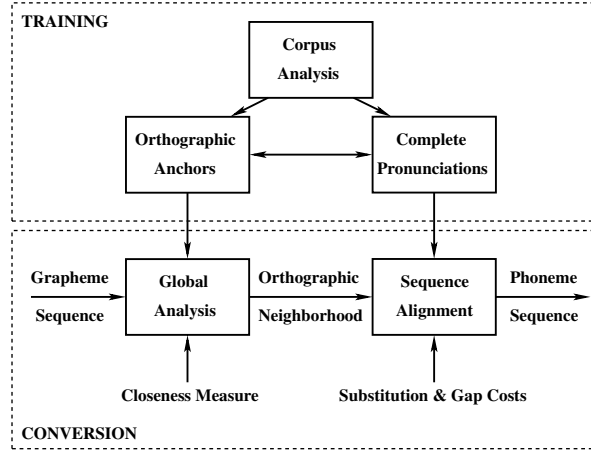 TRAINING
Corpus
Analysis
Orthographic
Anchors
Complete
Pronunciations
Grapheme
Sequence
Global
Analysis
Orthographic
Neighborhood
Sequence
Alignment
Phoneme
Sequence
Closeness Measure
Substitution & Gap Costs
CONVERSION